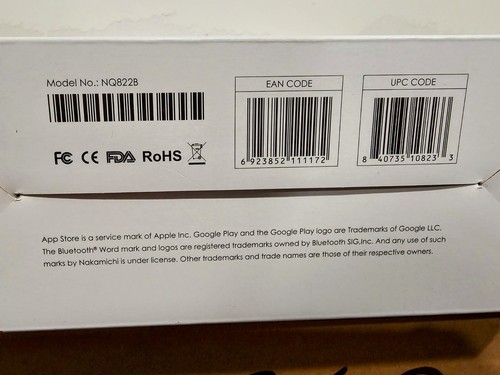 Model No.: NQ822B
EAN CODE
UPC CODE
6 923852 111172
8 40735 10823 3
FC CE FDA RoHS
App Store is a service mark of Apple Inc. Google Play and the Google Play logo are Trademarks of Google LLC.
The Bluetooth® Word mark and logos are registered trademarks owned by Bluetooth SIG,Inc. And any use of such
marks by Nakamichi is under license. Other trademarks and trade names are those of their respective owners.